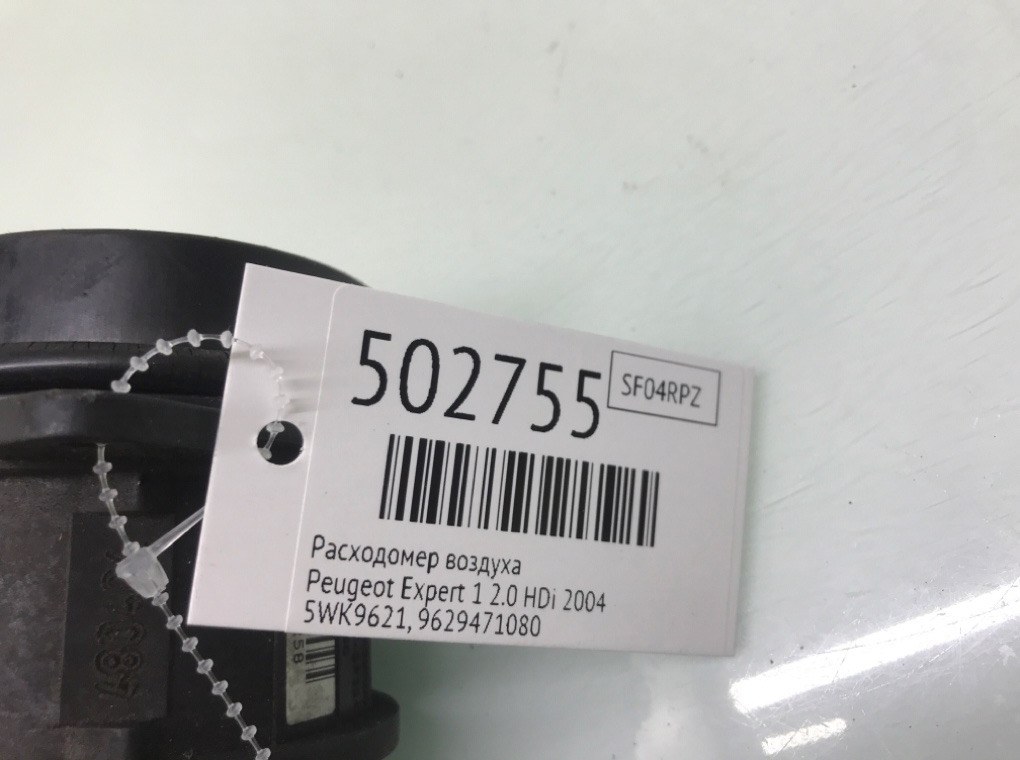 502755
SF04RPZ
Расходомер воздуха
Peugeot Expert 1 2.0 HDi 2004
5WK9621, 9629471080